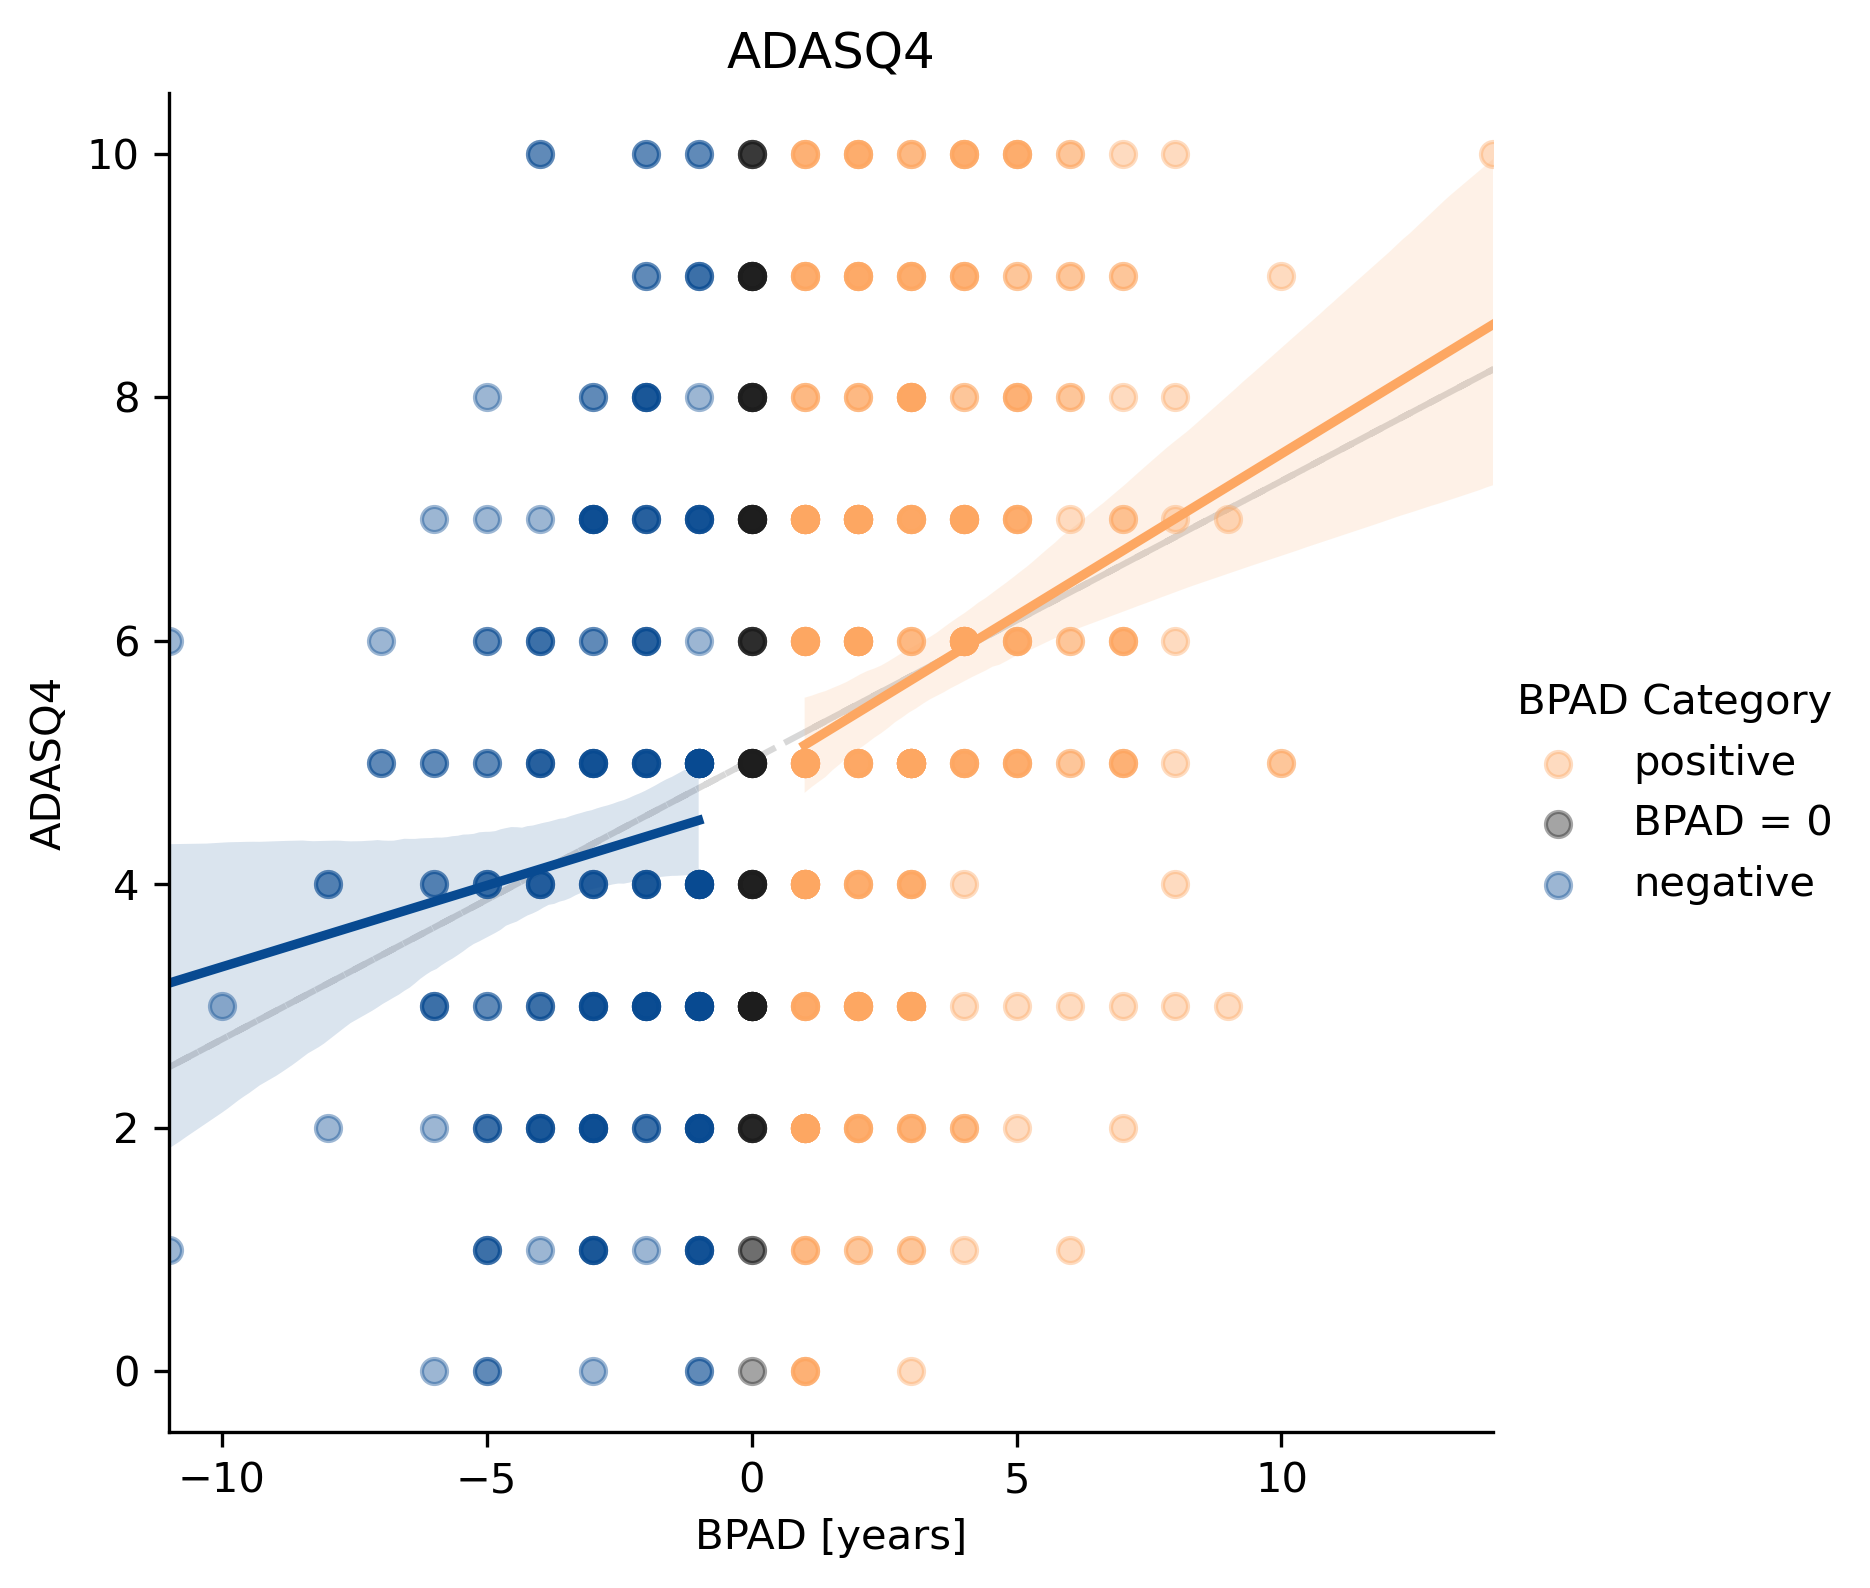 ADASQ4
10
8
6
4
2
0
ADASQ4
−10
−5
0
5
10
BPAD [years]
BPAD Category
positive
BPAD = 0
negative